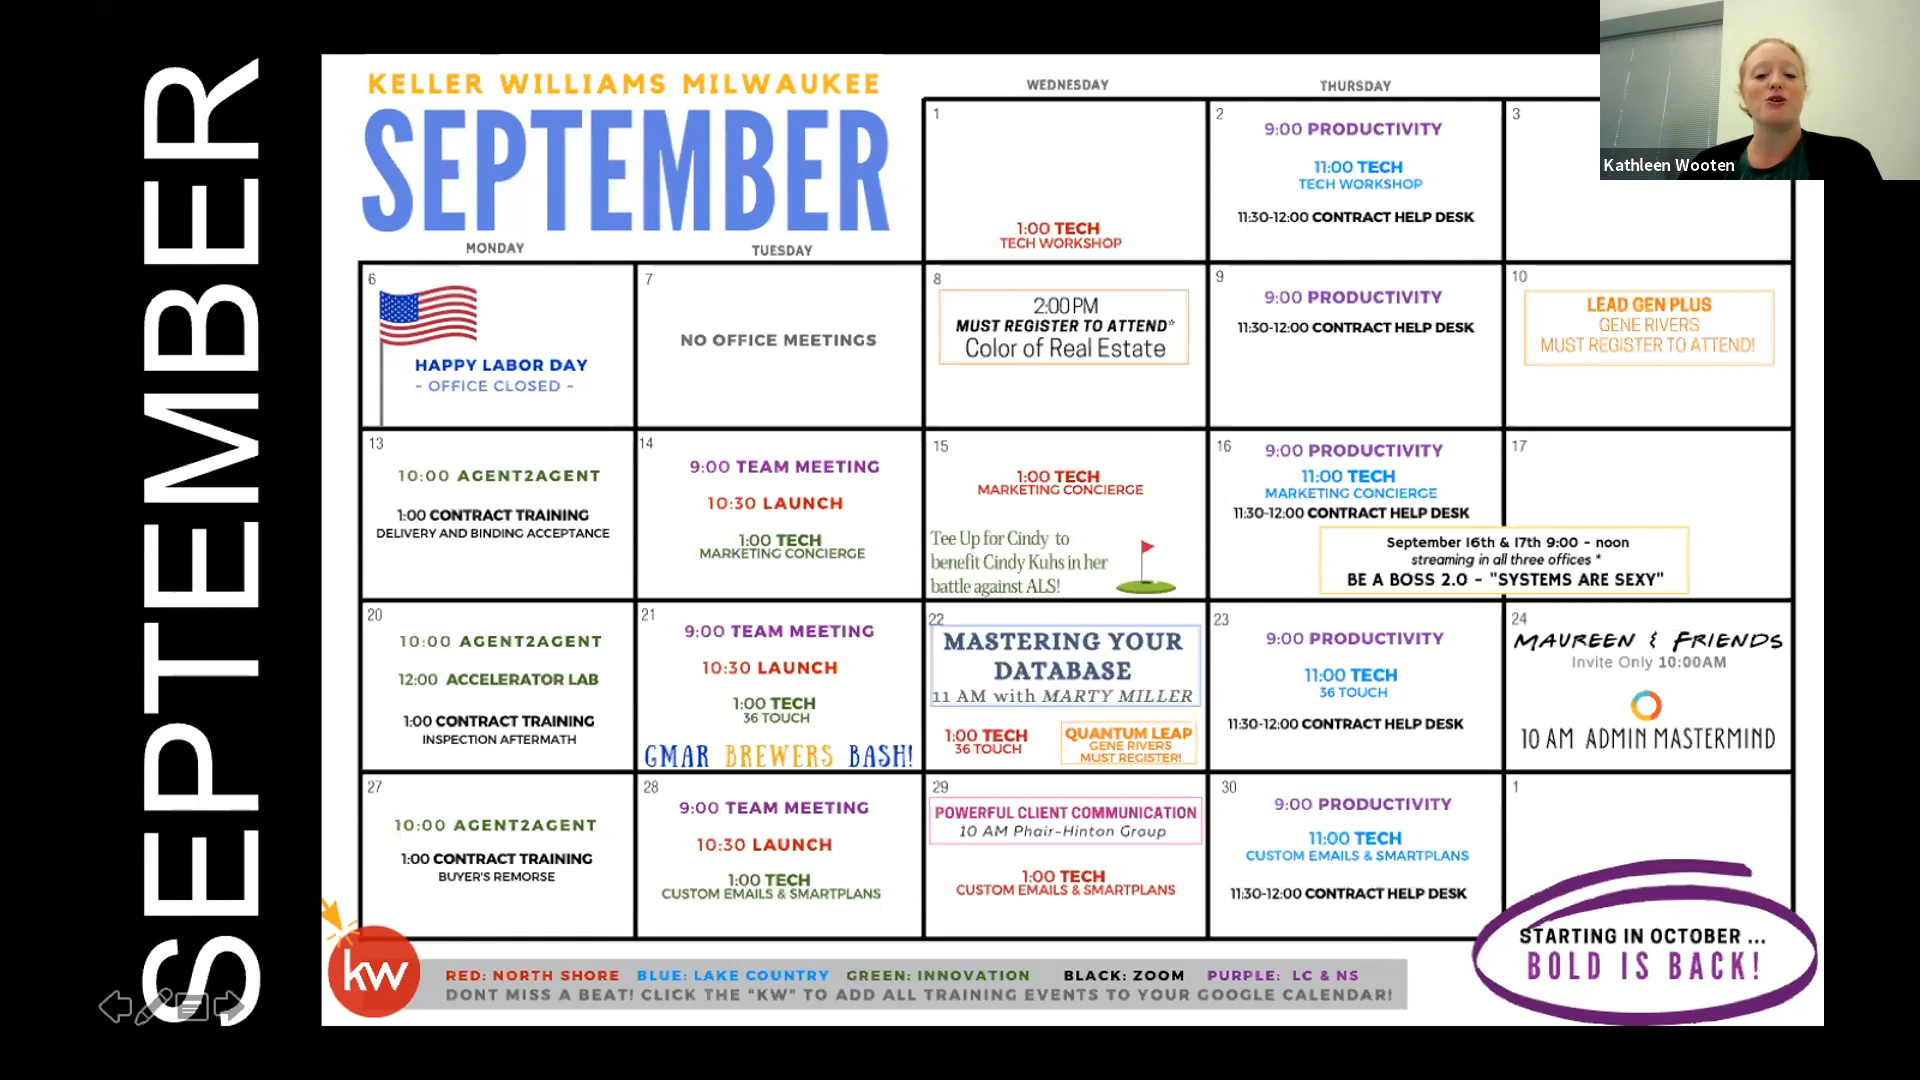 SEPTEMBER
KELLER WILLIAMS MILWAUKEE
SEPTEMBER
MONDAY
TUESDAY
WEDNESDAY
THURSDAY
Kathleen Wooten
1
1:00 TECH
TECH WORKSHOP
2
9:00 PRODUCTIVITY
11:00 TECH
TECH WORKSHOP
11:30-12:00 CONTRACT HELP DESK
3
6
HAPPY LABOR DAY
- OFFICE CLOSED -
7
NO OFFICE MEETINGS
8
2:00 PM
MUST REGISTER TO ATTEND*
Color of Real Estate
9
9:00 PRODUCTIVITY
11:30-12:00 CONTRACT HELP DESK
10
LEAD GEN PLUS
GENE RIVERS
MUST REGISTER TO ATTEND!
13
10:00 AGENT2AGENT
1:00 CONTRACT TRAINING
DELIVERY AND BINDING ACCEPTANCE
14
9:00 TEAM MEETING
10:30 LAUNCH
1:00 TECH
MARKETING CONCIERGE
15
1:00 TECH
MARKETING CONCIERGE
Tee Up for Cindy to
benefit Cindy Kuhs in her
battle against ALS!
16
9:00 PRODUCTIVITY
11:00 TECH
MARKETING CONCIERGE
11:30-12:00 CONTRACT HELP DESK
17
September 16th & 17th 9:00 - noon
streaming in all three offices *
BE A BOSS 2.0 - "SYSTEMS ARE SEXY"
20
10:00 AGENT2AGENT
12:00 ACCELERATOR LAB
1:00 CONTRACT TRAINING
INSPECTION AFTERMATH
21
9:00 TEAM MEETING
10:30 LAUNCH
1:00 TECH
36 TOUCH
GMAR BREWERS BASH!
22
MASTERING YOUR
DATABASE
11 AM with MARTY MILLER
1:00 TECH
36 TOUCH
QUANTUM LEAP
GENE RIVERS
MUST REGISTER!
23
9:00 PRODUCTIVITY
11:00 TECH
36 TOUCH
11:30-12:00 CONTRACT HELP DESK
24
MAUREEN & FRIENDS
Invite Only 10:00AM
10 AM ADMIN MASTERMIND
27
10:00 AGENT2AGENT
1:00 CONTRACT TRAINING
BUYER'S REMORSE
28
9:00 TEAM MEETING
10:30 LAUNCH
1:00 TECH
CUSTOM EMAILS & SMARTPLANS
29
POWERFUL CLIENT COMMUNICATION
10 AM Phair-Hinton Group
1:00 TECH
CUSTOM EMAILS & SMARTPLANS
30
9:00 PRODUCTIVITY
11:00 TECH
CUSTOM EMAILS & SMARTPLANS
11:30-12:00 CONTRACT HELP DESK
1
STARTING IN OCTOBER ...
BOLD IS BACK!
kw
RED: NORTH SHORE BLUE: LAKE COUNTRY GREEN: INNOVATION BLACK: ZOOM PURPLE: LC & NS
DONT MISS A BEAT! CLICK THE "KW" TO ADD ALL TRAINING EVENTS TO YOUR GOOGLE CALENDAR!